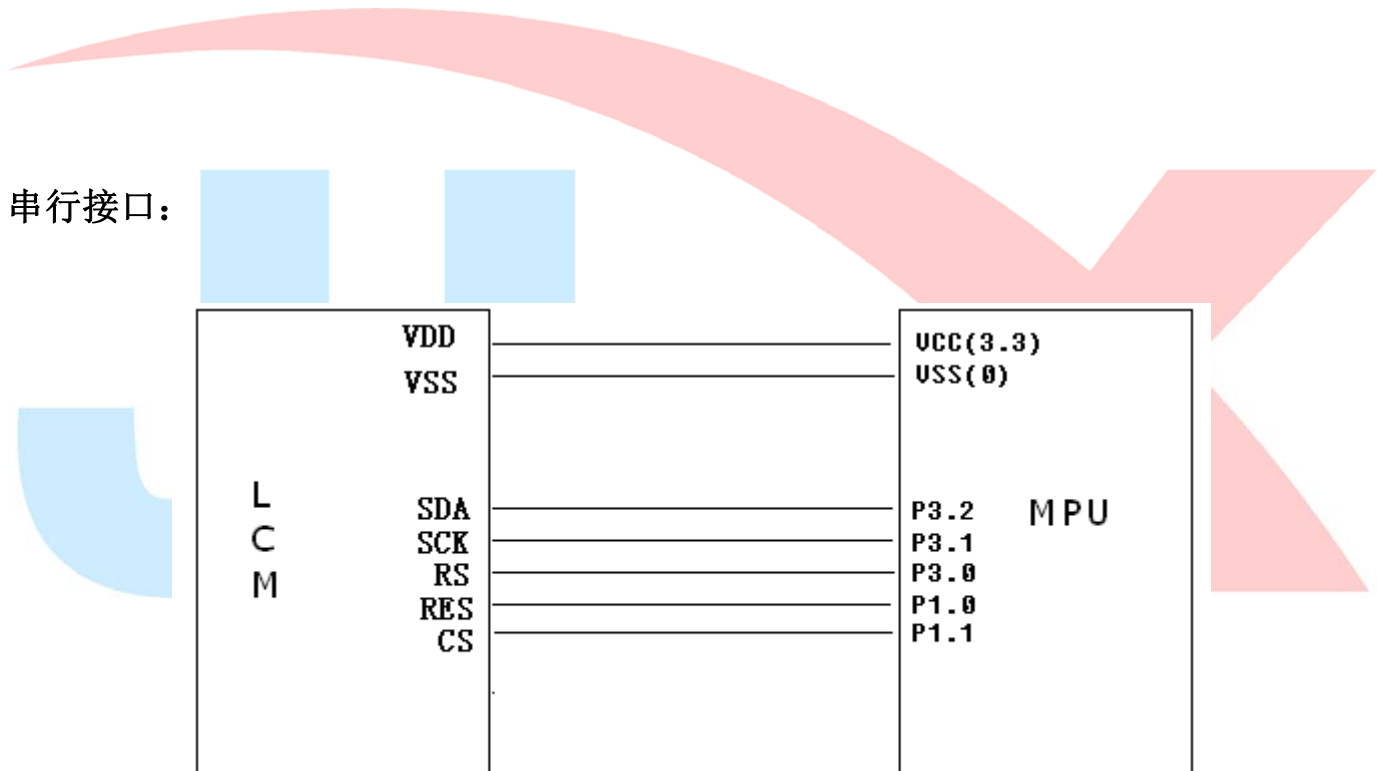 串行接口：
VDD VCC(3.3)
VSS VSS(0)
L
C
M
SDA P3.2 MPU
SCK P3.1
RS P3.0
RES P1.0
CS P1.1